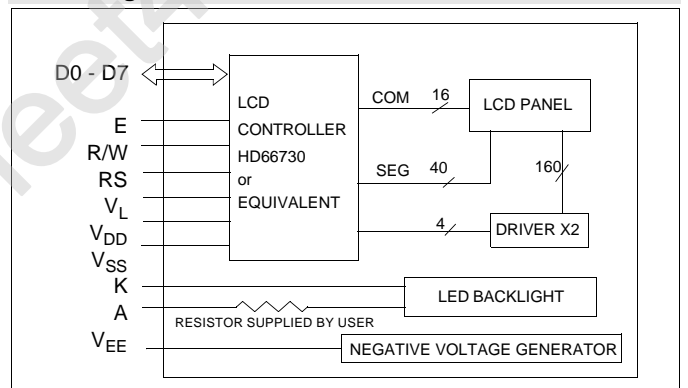 D0 - D7
E
R/W
RS
VL
VDD
VSS
K
A
VEE
LCD
CONTROLLER
HD66730
or
EQUIVALENT
COM 16
SEG 40
4
LCD PANEL
160
DRIVER X2
LED BACKLIGHT
RESISTOR SUPPLIED BY USER
NEGATIVE VOLTAGE GENERATOR